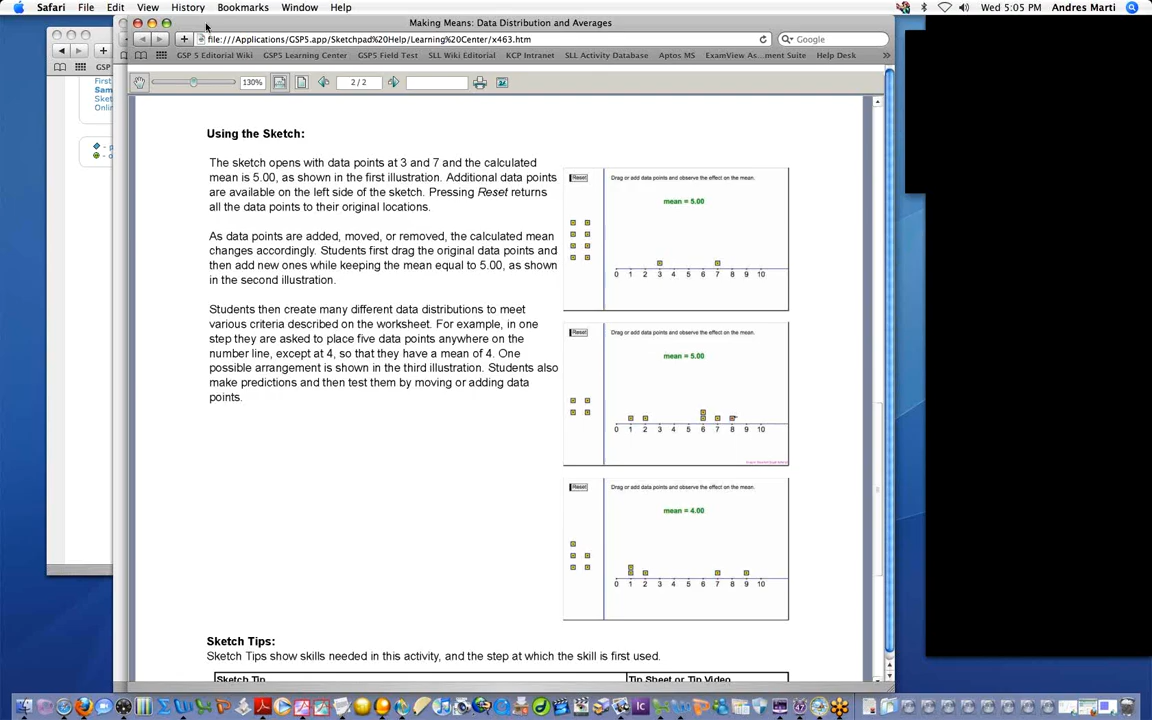 Safari File Edit View History Bookmarks Window Help Wed 5:05 PM Andres Marti
Making Means: Data Distribution and Averages
file:///Applications/GSP5.app/Sketchpad%20Help/Learning%20Center/x463.htm Google
GSP 5 Editorial Wiki GSP5 Learning Center GSP5 Field Test SLL Wiki Editorial KCP Intranet SLL Activity Database Aptos MS ExamView As...ment Suite Help Desk
130% 2 / 2
First
Sam
Sket
Onlin
GSP
Using the Sketch:
The sketch opens with data points at 3 and 7 and the calculated
mean is 5.00, as shown in the first illustration. Additional data points
are available on the left side of the sketch. Pressing Reset returns
all the data points to their original locations.
As data points are added, moved, or removed, the calculated mean
changes accordingly. Students first drag the original data points and
then add new ones while keeping the mean equal to 5.00, as shown
in the second illustration.
Students then create many different data distributions to meet
various criteria described on the worksheet. For example, in one
step they are asked to place five data points anywhere on the
number line, except at 4, so that they have a mean of 4. One
possible arrangement is shown in the third illustration. Students also
make predictions and then test them by moving or adding data
points.
Reset Drag or add data points and observe the effect on the mean.
mean = 5.00
0 1 2 3 4 5 6 7 8 9 10
Reset Drag or add data points and observe the effect on the mean.
mean = 5.00
0 1 2 3 4 5 6 7 8 9 10
Reset Drag or add data points and observe the effect on the mean.
mean = 4.00
0 1 2 3 4 5 6 7 8 9 10
Sketch Tips:
Sketch Tips show skills needed in this activity, and the step at which the skill is first used.
Sketch Tip Tip Sheet or Tip Video